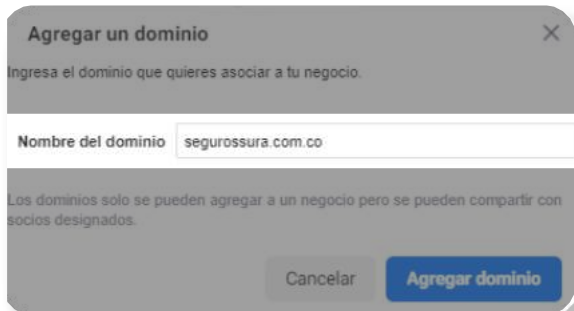 Agregar un dominio
Ingresa el dominio que quieres asociar a tu negocio.
Nombre del dominio segurossura.com.co
Los dominios solo se pueden agregar a un negocio pero se pueden compartir con
socios designados.
Cancelar Agregar dominio